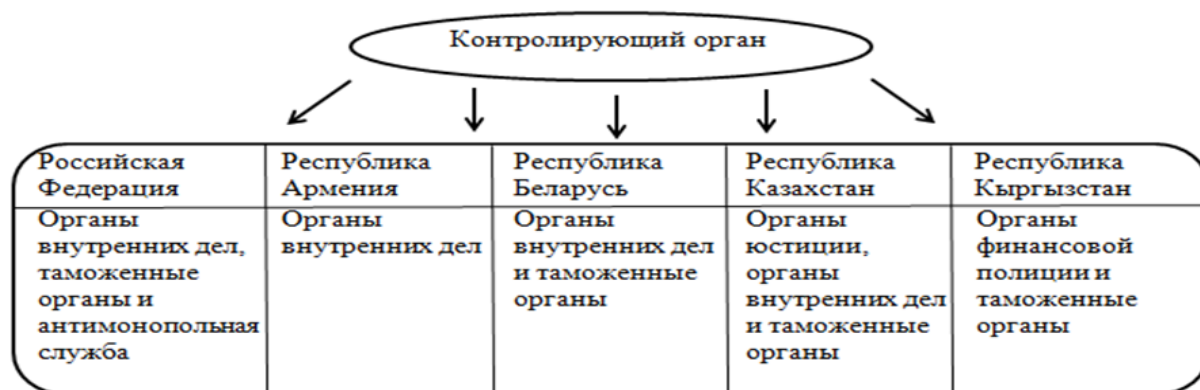 Контролирующий орган
Российская
Федерация
Республика
Армения
Республика
Беларусь
Республика
Казахстан
Республика
Кыргызстан
Органы
внутренних дел,
таможенные
органы и
антимонопольная
служба
Органы
внутренних дел
Органы
внутренних дел
и таможенные
органы
Органы
юстиции,
органы
внутренних дел
и таможенные
органы
Органы
финансовой
полиции и
таможенные
органы